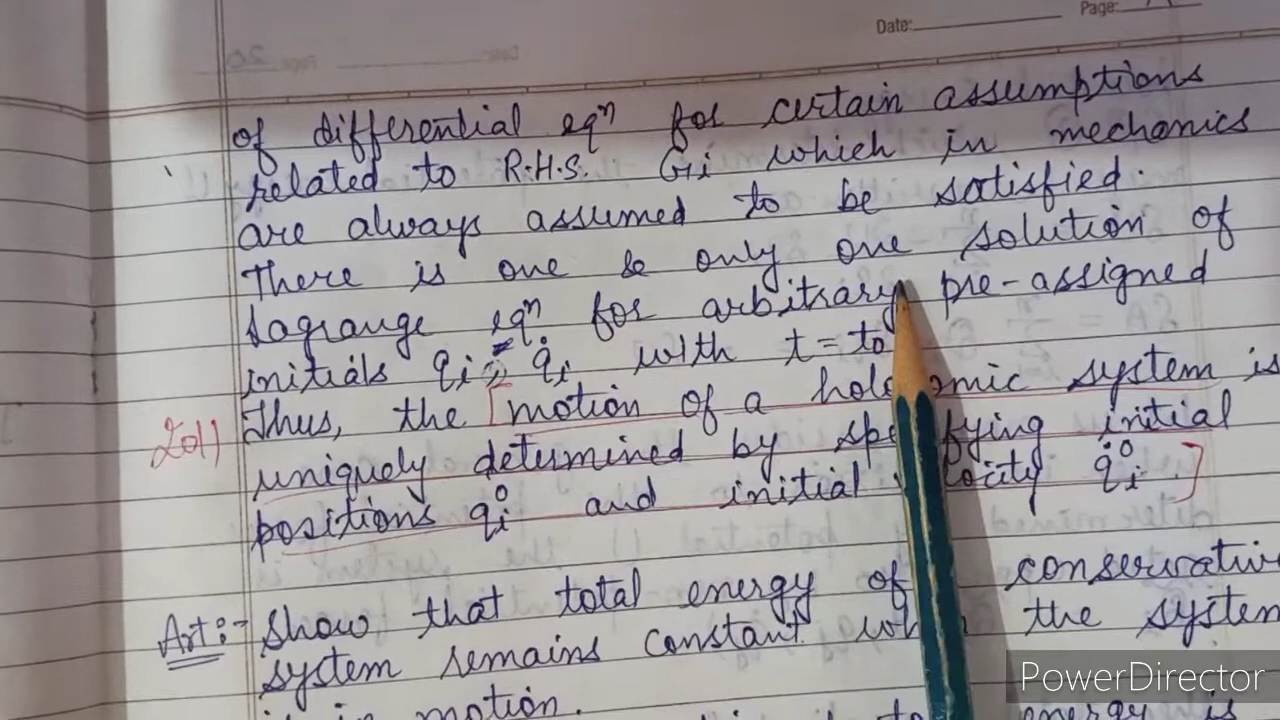 Date: Page:
of differential eqⁿ for certain assumptions
related to R.H.S. Gi which in mechanics
are always assumed to be satisfied.
There is one & only one solution of
Lagrange eqⁿ for arbitrary pre-assigned
initials qi, q̇i with t = to
2011 Thus, the [motion of a holonomic system is
uniquely determined by specifying initial
positions qi⁰ and initial velocity q̇i⁰]
Art:- Show that total energy of conservative
system remains constant when the system
in motion.
energy is
PowerDirector